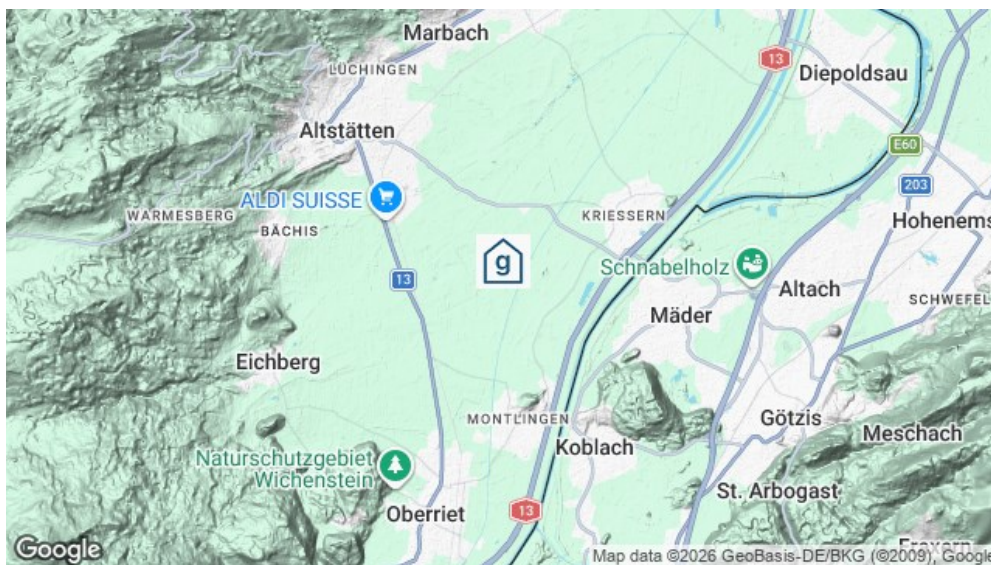 Marbach
LÜCHINGEN
13
Diepoldsau
Altstätten
E60
ALDI SUISSE
203
WARMESBERG
KRIESSERN
Hohenems
BÄCHIS
g
Schnabelholz
13
Altach
SCHWEFEL
Mäder
Eichberg
MONTLINGEN
Götzis
Koblach
Meschach
Naturschutzgebiet
Wichenstein
St. Arbogast
Oberriet
13
Google
Map data ©2026 GeoBasis-DE/BKG (©2009), Google